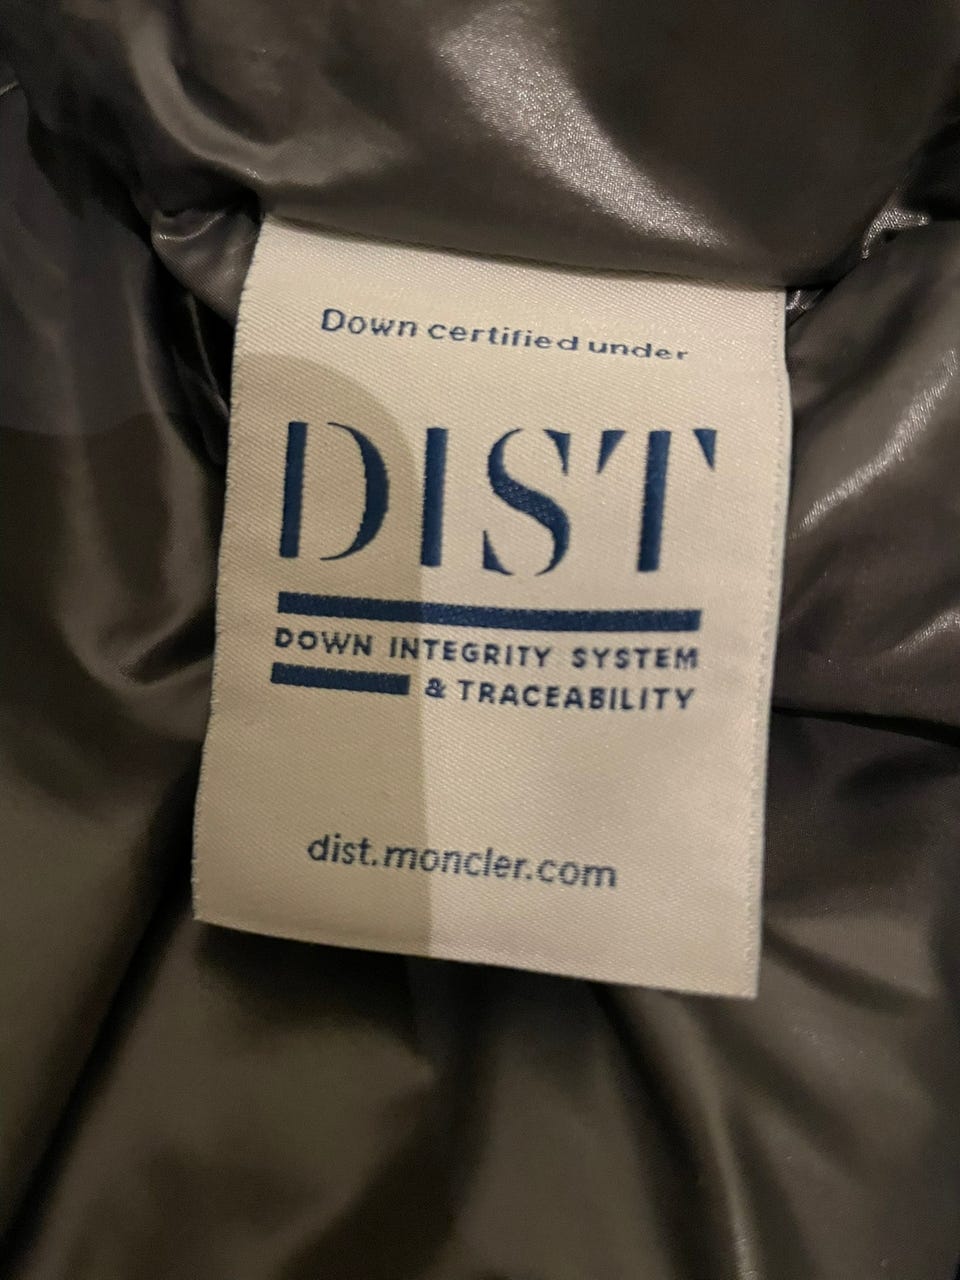 Down certified under
DIST
DOWN INTEGRITY SYSTEM
& TRACEABILITY
dist.moncler.com